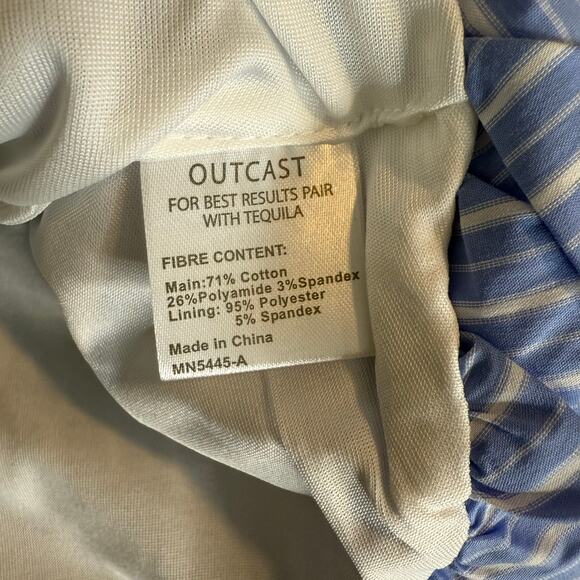 OUTCAST
FOR BEST RESULTS PAIR
WITH TEQUILA
FIBRE CONTENT:
Main:71% Cotton
26%Polyamide 3%Spandex
Lining: 95% Polyester
5% Spandex
Made in China
MN5445-A